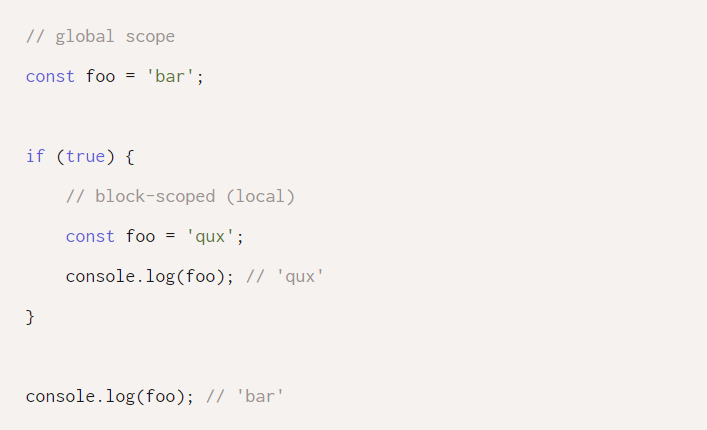 // global scope
const foo = 'bar';
if (true) {
    // block-scoped (local)
    const foo = 'qux';
    console.log(foo); // 'qux'
}
console.log(foo); // 'bar'